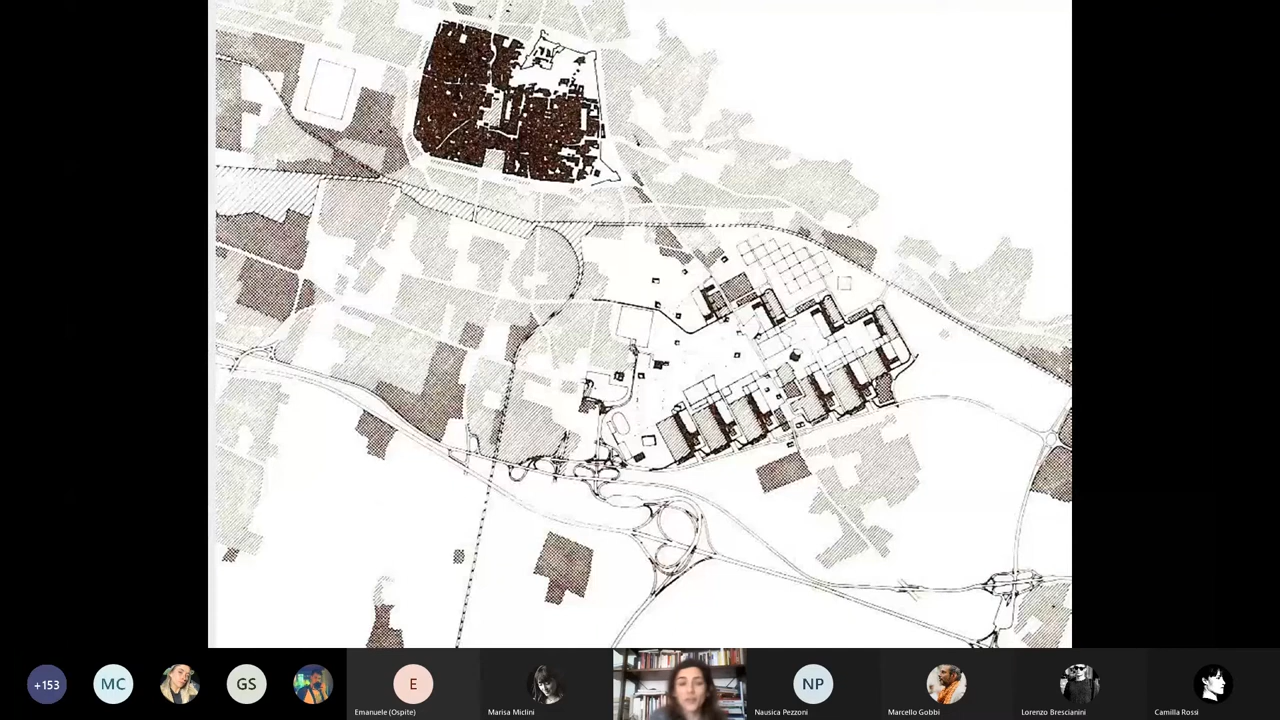 +153
MC
GS
E
NP
Emanuele (Ospite)
Marisa Miclini
Nausica Pezzoni
Marcello Gobbi
Lorenzo Brescianini
Camilla Rossi